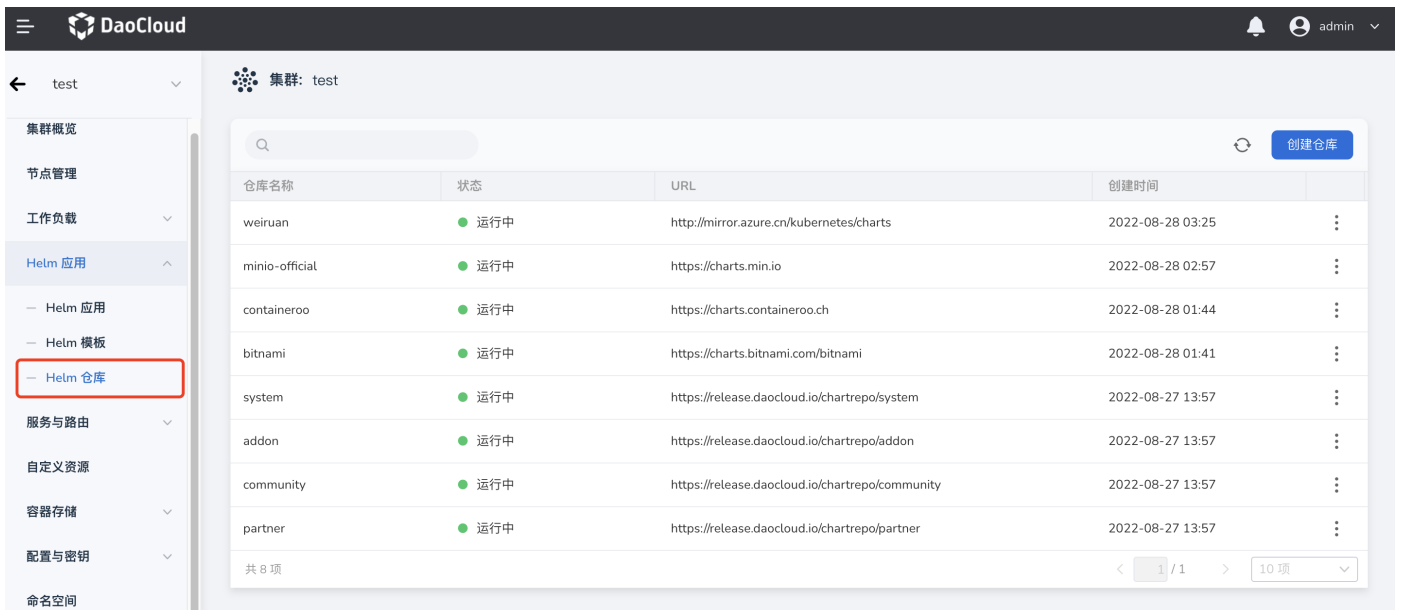 DaoCloud
admin
test
集群: test
集群概览
节点管理
工作负载
Helm 应用
Helm 应用
Helm 模板
Helm 仓库
服务与路由
自定义资源
容器存储
配置与密钥
命名空间
创建仓库
仓库名称 状态 URL 创建时间
weiruan 运行中 http://mirror.azure.cn/kubernetes/charts 2022-08-28 03:25
minio-official 运行中 https://charts.min.io 2022-08-28 02:57
containeroo 运行中 https://charts.containeroo.ch 2022-08-28 01:44
bitnami 运行中 https://charts.bitnami.com/bitnami 2022-08-28 01:41
system 运行中 https://release.daocloud.io/chartrepo/system 2022-08-27 13:57
addon 运行中 https://release.daocloud.io/chartrepo/addon 2022-08-27 13:57
community 运行中 https://release.daocloud.io/chartrepo/community 2022-08-27 13:57
partner 运行中 https://release.daocloud.io/chartrepo/partner 2022-08-27 13:57
共 8 项 1 / 1 10 项